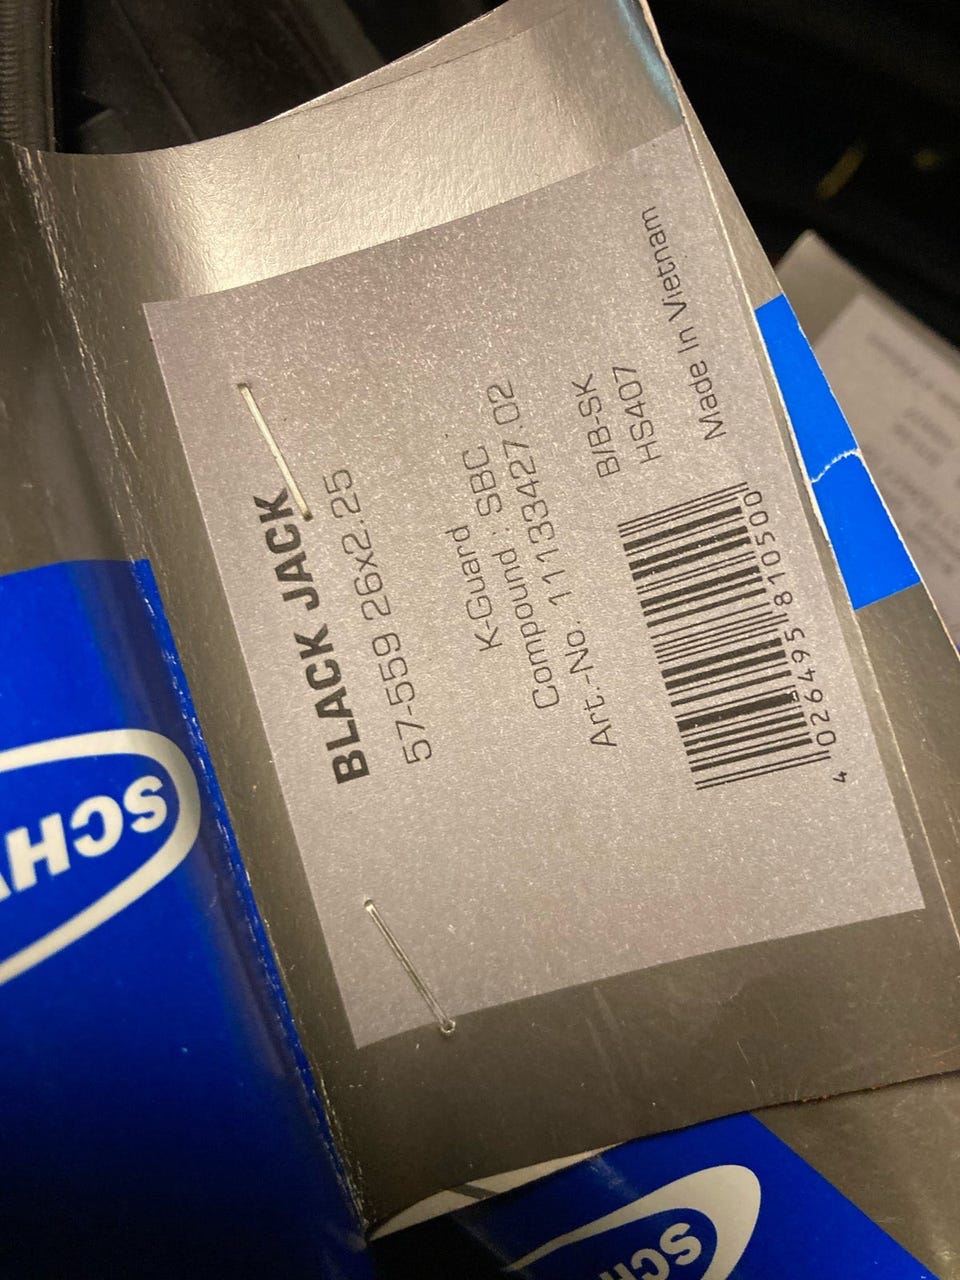 BLACK JACK
57-559 26x2.25
K-Guard
Compound : SBC
Art.-No. 11133427.02
B/B-SK
HS407
Made In Vietnam
4 026495 810500
SCH
SCH